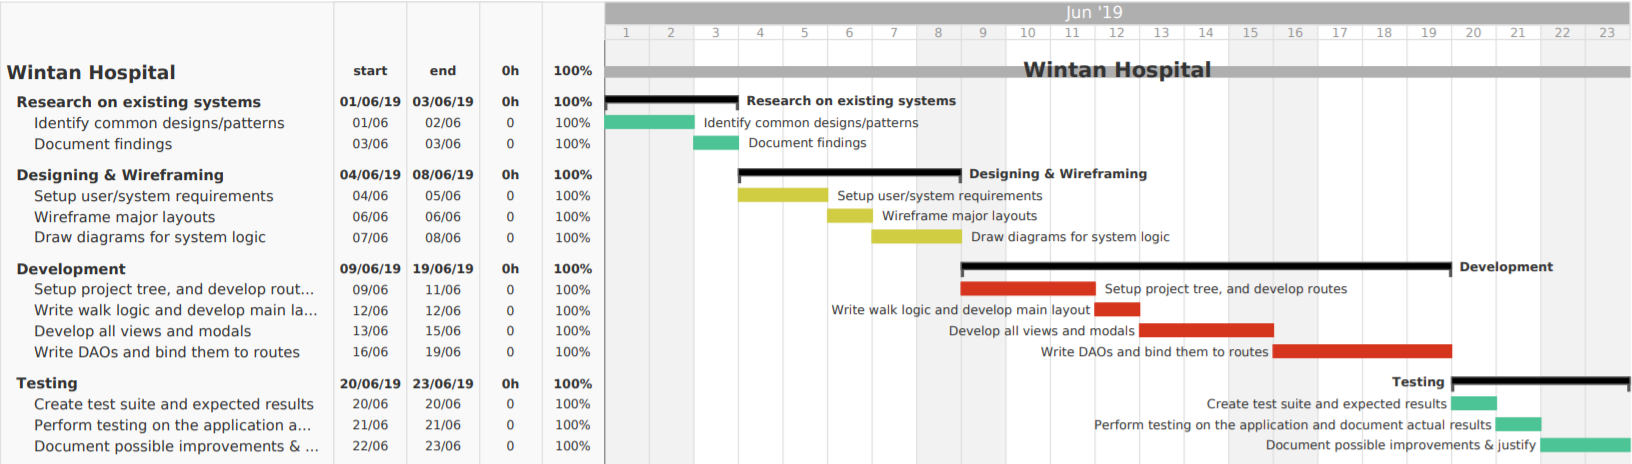 Jun '19
1 2 3 4 5 6 7 8 9 10 11 12 13 14 15 16 17 18 19 20 21 22 23
Wintan Hospital start end 0h 100% Wintan Hospital
Research on existing systems 01/06/19 03/06/19 0h 100% Research on existing systems
Identify common designs/patterns 01/06 02/06 0 100% Identify common designs/patterns
Document findings 03/06 03/06 0 100% Document findings
Designing & Wireframing 04/06/19 08/06/19 0h 100% Designing & Wireframing
Setup user/system requirements 04/06 05/06 0 100% Setup user/system requirements
Wireframe major layouts 06/06 06/06 0 100% Wireframe major layouts
Draw diagrams for system logic 07/06 08/06 0 100% Draw diagrams for system logic
Development 09/06/19 19/06/19 0h 100% Development
Setup project tree, and develop rout... 09/06 11/06 0 100% Setup project tree, and develop routes
Write walk logic and develop main la... 12/06 12/06 0 100% Write walk logic and develop main layout
Develop all views and modals 13/06 15/06 0 100% Develop all views and modals
Write DAOs and bind them to routes 16/06 19/06 0 100% Write DAOs and bind them to routes
Testing 20/06/19 23/06/19 0h 100% Testing
Create test suite and expected results 20/06 20/06 0 100% Create test suite and expected results
Perform testing on the application a... 21/06 21/06 0 100% Perform testing on the application and document actual results
Document possible improvements & ... 22/06 23/06 0 100% Document possible improvements & justify